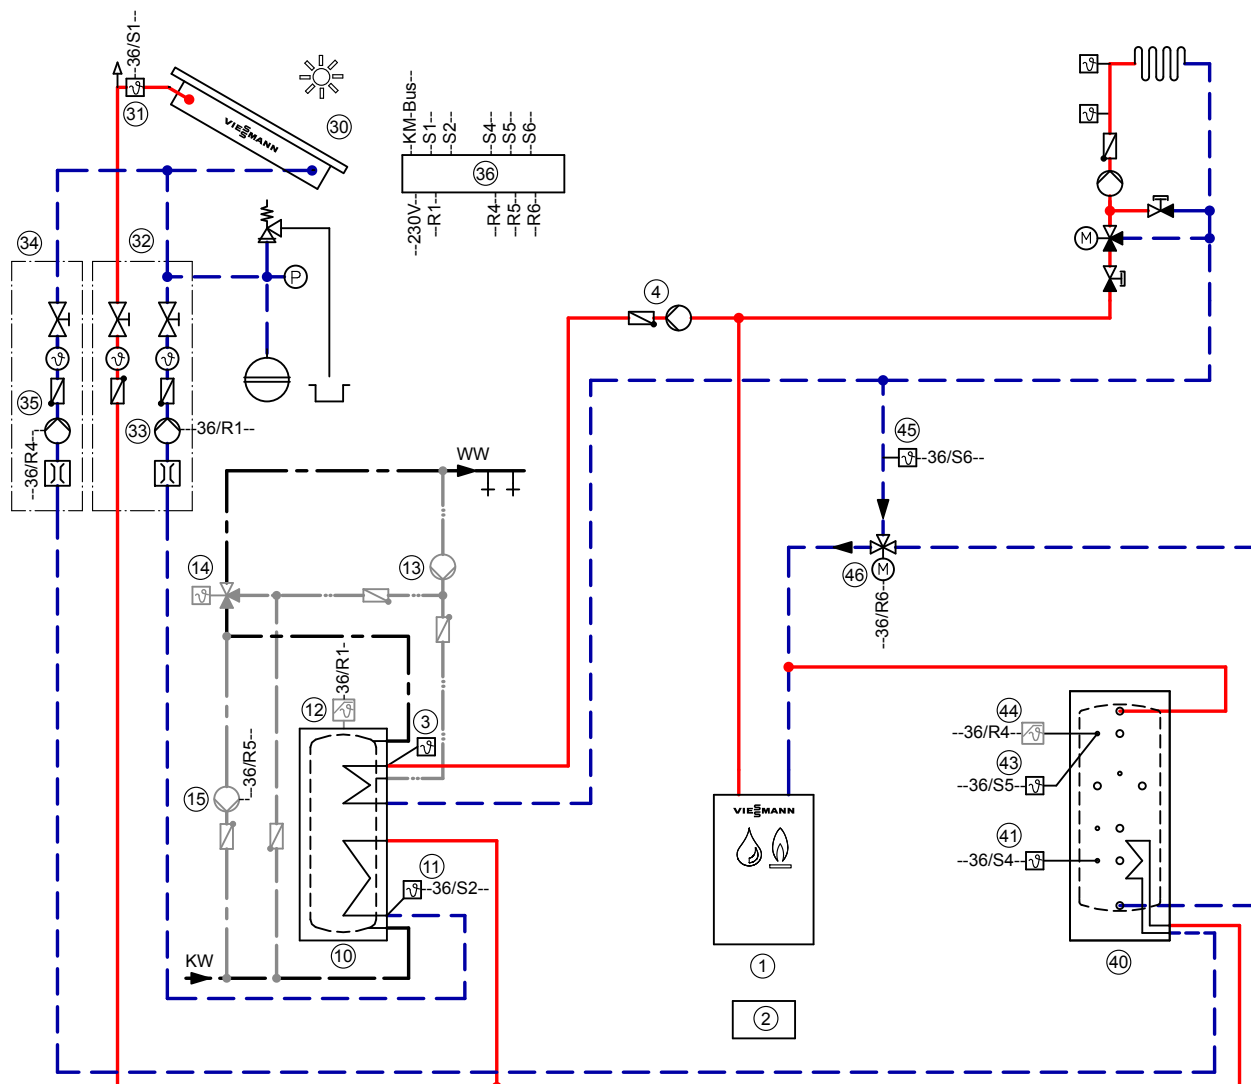 --36/S1--
31
VIESSMANN
30
KM-Bus--
S1--
S2--
S4--
S5--
S6--
36
--230V--
--R1--
--R4--
--R5--
--R6--
M
34
32
P
4
35
33
--36/R1--
--36/R4--
45
--36/S6--
WW
14
13
46
M
--36/R6--
--36/R1--
12
3
44
--36/R4--
43
--36/S5--
--36/R5--
15
VIESSMANN
41
--36/S4--
11
--36/S2--
KW
10
1
40
2